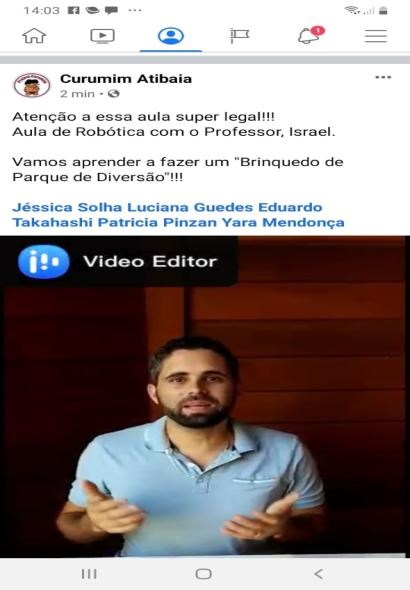 14:03
1
Curumim Atibaia
2 min
Atenção a essa aula super legal!!!
Aula de Robótica com o Professor, Israel.
Vamos aprender a fazer um "Brinquedo de
Parque de Diversão"!!!
Jéssica Solha Luciana Guedes Eduardo
Takahashi Patricia Pinzan Yara Mendonça
Video Editor